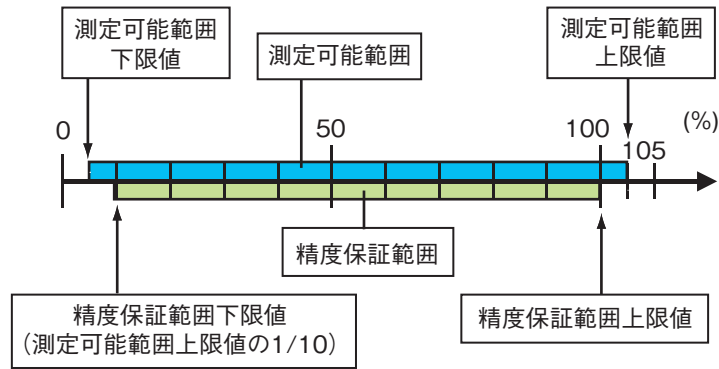 測定可能範囲
下限値
測定可能範囲
測定可能範囲
上限値
0
50
100
105
(%)
精度保証範囲
精度保証範囲下限値
（測定可能範囲上限値の1/10）
精度保証範囲上限値